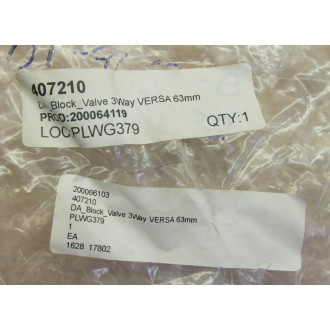 407210
DA_Block_Valve 3Way VERSA 63mm
PROD:200064119
LOCPLWG379 QTY:1
200066103
407210
DA_Block_Valve 3Way VERSA 63mm
PLWG379
1
EA
1628 17802